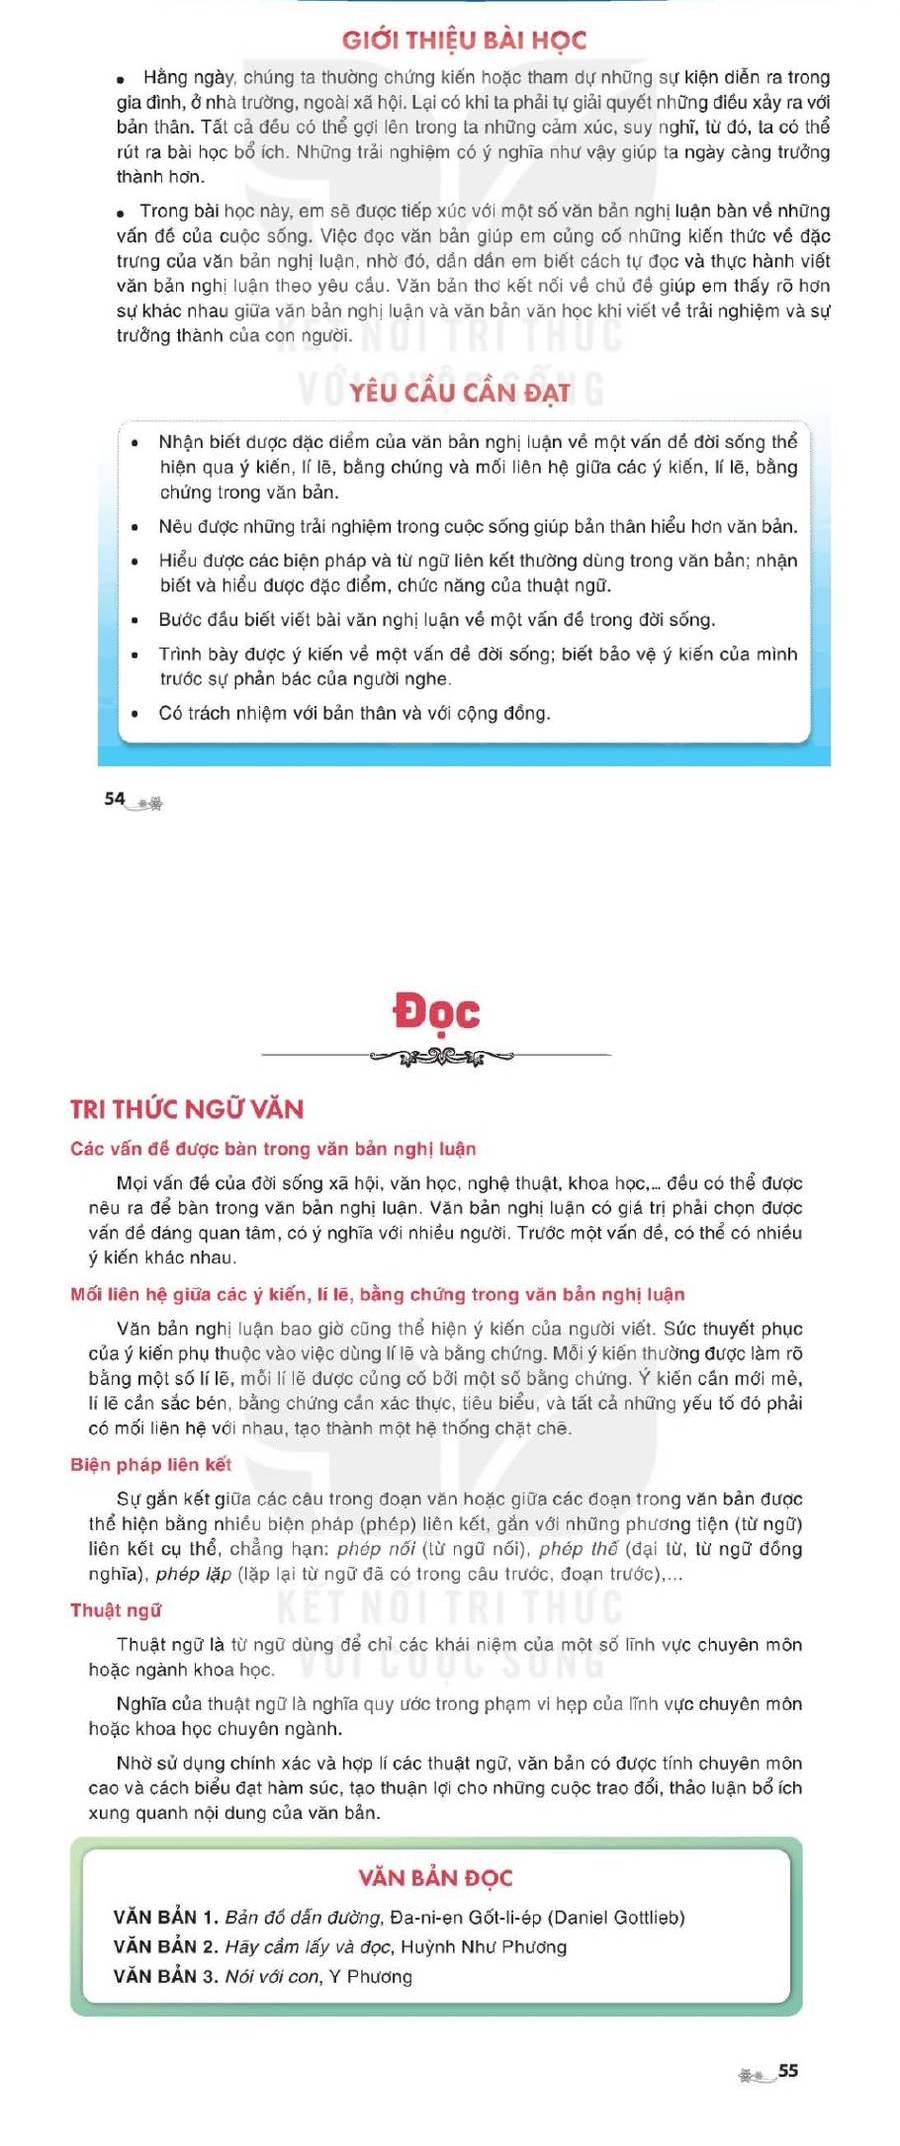 GIỚI THIỆU BÀI HỌC
• Hằng ngày, chúng ta thường chứng kiến hoặc tham dự những sự kiện diễn ra trong
gia đình, ở nhà trường, ngoài xã hội. Lại có khi ta phải tự giải quyết những điều xảy ra với
bản thân. Tất cả đều có thể gợi lên trong ta những cảm xúc, suy nghĩ, từ đó, ta có thể
rút ra bài học bổ ích. Những trải nghiệm có ý nghĩa như vậy giúp ta ngày càng trưởng
thành hơn.
• Trong bài học này, em sẽ được tiếp xúc với một số văn bản nghị luận bàn về những
vấn đề của cuộc sống. Việc đọc văn bản giúp em củng cố những kiến thức về đặc
trưng của văn bản nghị luận, nhờ đó, dần dần em biết cách tự đọc và thực hành viết
văn bản nghị luận theo yêu cầu. Văn bản thơ kết nối về chủ đề giúp em thấy rõ hơn
sự khác nhau giữa văn bản nghị luận và văn bản văn học khi viết về trải nghiệm và sự
trưởng thành của con người.
KẾT NỐI TRI THỨC
VỚI CUỘC SỐNG
YÊU CẦU CẦN ĐẠT
• Nhận biết được đặc điểm của văn bản nghị luận về một vấn đề đời sống thể
hiện qua ý kiến, lí lẽ, bằng chứng và mối liên hệ giữa các ý kiến, lí lẽ, bằng
chứng trong văn bản.
• Nêu được những trải nghiệm trong cuộc sống giúp bản thân hiểu hơn văn bản.
• Hiểu được các biện pháp và từ ngữ liên kết thường dùng trong văn bản; nhận
biết và hiểu được đặc điểm, chức năng của thuật ngữ.
• Bước đầu biết viết bài văn nghị luận về một vấn đề trong đời sống.
• Trình bày được ý kiến về một vấn đề đời sống; biết bảo vệ ý kiến của mình
trước sự phản bác của người nghe.
• Có trách nhiệm với bản thân và với cộng đồng.
54
Đọc
TRI THỨC NGỮ VĂN
Các vấn đề được bàn trong văn bản nghị luận
Mọi vấn đề của đời sống xã hội, văn học, nghệ thuật, khoa học,... đều có thể được
nêu ra để bàn trong văn bản nghị luận. Văn bản nghị luận có giá trị phải chọn được
vấn đề đáng quan tâm, có ý nghĩa với nhiều người. Trước một vấn đề, có thể có nhiều
ý kiến khác nhau.
Mối liên hệ giữa các ý kiến, lí lẽ, bằng chứng trong văn bản nghị luận
Văn bản nghị luận bao giờ cũng thể hiện ý kiến của người viết. Sức thuyết phục
của ý kiến phụ thuộc vào việc dùng lí lẽ và bằng chứng. Mỗi ý kiến thường được làm rõ
bằng một số lí lẽ, mỗi lí lẽ được củng cố bởi một số bằng chứng. Ý kiến cần mới mẻ,
lí lẽ cần sắc bén, bằng chứng cần xác thực, tiêu biểu, và tất cả những yếu tố đó phải
có mối liên hệ với nhau, tạo thành một hệ thống chặt chẽ.
Biện pháp liên kết
Sự gắn kết giữa các câu trong đoạn văn hoặc giữa các đoạn trong văn bản được
thể hiện bằng nhiều biện pháp (phép) liên kết, gắn với những phương tiện (từ ngữ)
liên kết cụ thể, chẳng hạn: phép nối (từ ngữ nối), phép thế (đại từ, từ ngữ đồng
nghĩa), phép lặp (lặp lại từ ngữ đã có trong câu trước, đoạn trước),...
KẾT NỐI TRI THỨC
Thuật ngữ
Thuật ngữ là từ ngữ dùng để chỉ các khái niệm của một số lĩnh vực chuyên môn
hoặc ngành khoa học.
VỚI CUỘC SỐNG
Nghĩa của thuật ngữ là nghĩa quy ước trong phạm vi hẹp của lĩnh vực chuyên môn
hoặc khoa học chuyên ngành.
Nhờ sử dụng chính xác và hợp lí các thuật ngữ, văn bản có được tính chuyên môn
cao và cách biểu đạt hàm súc, tạo thuận lợi cho những cuộc trao đổi, thảo luận bổ ích
xung quanh nội dung của văn bản.
VĂN BẢN ĐỌC
VĂN BẢN 1. Bản đồ dẫn đường, Đa-ni-en Gốt-li-ép (Daniel Gottlieb)
VĂN BẢN 2. Hãy cầm lấy và đọc, Huỳnh Như Phương
VĂN BẢN 3. Nói với con, Y Phương
55